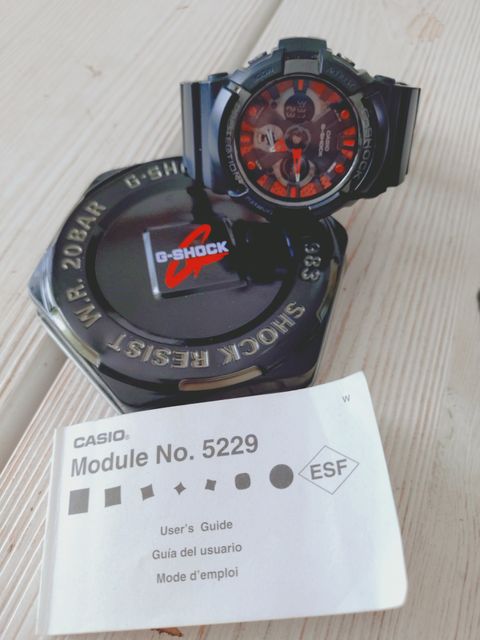 CASIO
G-SHOCK
G-SHOCK
G-SHOCK
W.R. 20BAR
SHOCK RESIST
1983
W
CASIO®
Module No. 5229
ESF
User's Guide
Guía del usuario
Mode d'emploi